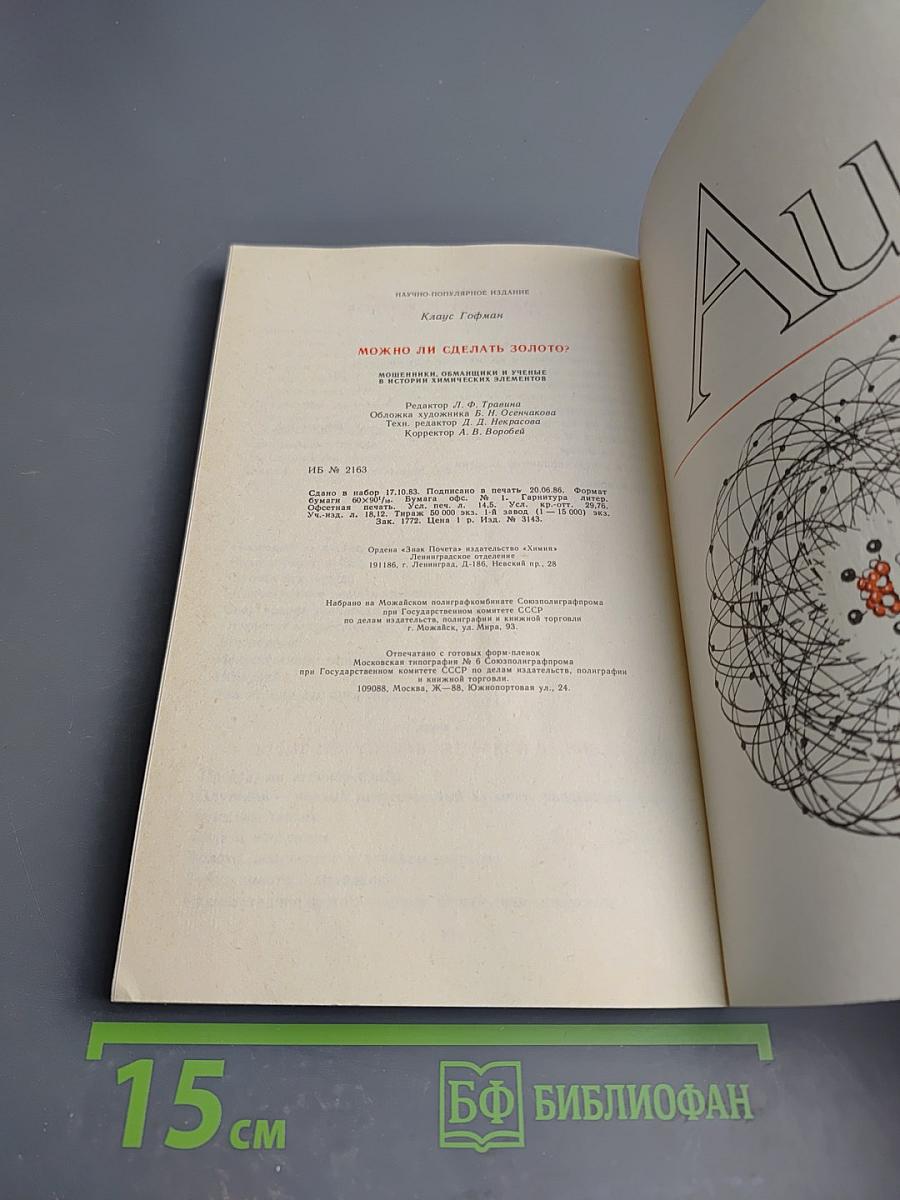 НАУЧНО-ПОПУЛЯРНОЕ ИЗДАНИЕ
Клаус Гофман
МОЖНО ЛИ СДЕЛАТЬ ЗОЛОТО?
МОШЕННИКИ, ОБМАНЩИКИ И УЧЕНЫЕ
В ИСТОРИИ ХИМИЧЕСКИХ ЭЛЕМЕНТОВ
Редактор Л. Ф. Травина
Обложка художника Б. Н. Осенчакова
Техн. редактор Д. Д. Некрасова
Корректор А. В. Воробей
ИБ № 2163
Сдано в набор 17.10.83. Подписано в печать 20.06.86. Формат
бумаги 60×90¹/₁₆. Бумага офс. № 1. Гарнитура литер.
Офсетная печать. Усл. печ. л. 14,5. Усл. кр.-отт. 29,76.
Уч.-изд. л. 18,12. Тираж 50 000 экз. 1-й завод (1—15 000) экз.
Зак. 1772. Цена 1 р. Изд. № 3143.
Ордена «Знак Почета» издательство «Химия»
Ленинградское отделение
191186, г. Ленинград, Д-186, Невский пр., 28
Набрано на Можайском полиграфкомбинате Союзполиграфпрома
при Государственном комитете СССР
по делам издательств, полиграфии и книжной торговли
г. Можайск, ул. Мира, 93.
Отпечатано с готовых форм-пленок
Московская типография № 6 Союзполиграфпрома
при Государственном комитете СССР по делам издательств, полиграфии
и книжной торговли.
109088, Москва, Ж—88, Южнопортовая ул., 24.
Au
15 см
БФ БИБЛИОФАН